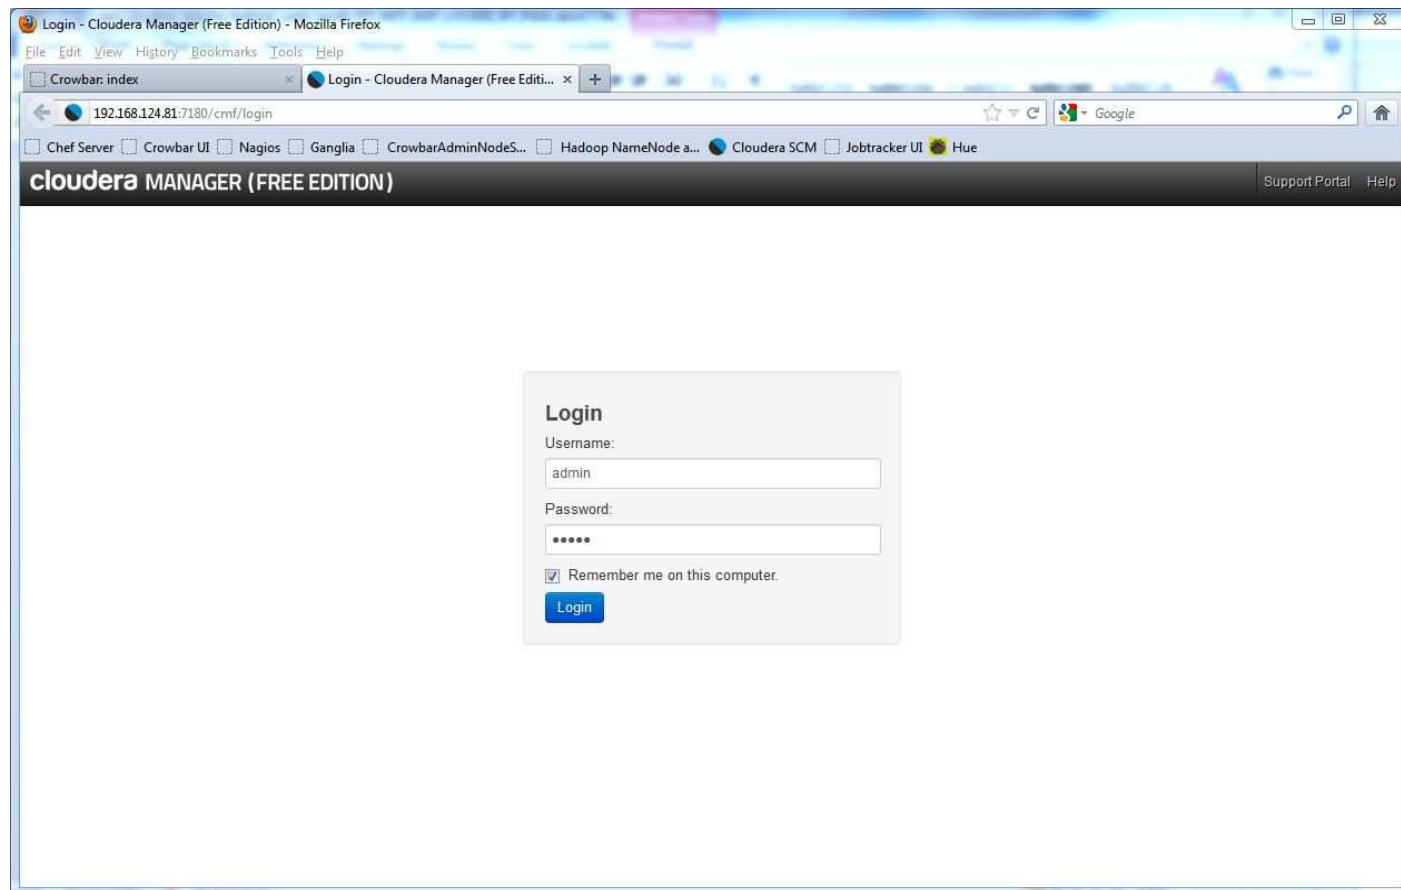 Login - Cloudera Manager (Free Edition) - Mozilla Firefox
File Edit View History Bookmarks Tools Help
Crowbar: index
Login - Cloudera Manager (Free Editi...
192.168.124.81:7180/cmf/login
Google
Chef Server Crowbar UI Nagios Ganglia CrowbarAdminNodeS... Hadoop NameNode a... Cloudera SCM Jobtracker UI Hue
cloudera MANAGER (FREE EDITION)
Support Portal Help
Login
Username:
admin
Password:
•••••
Remember me on this computer.
Login